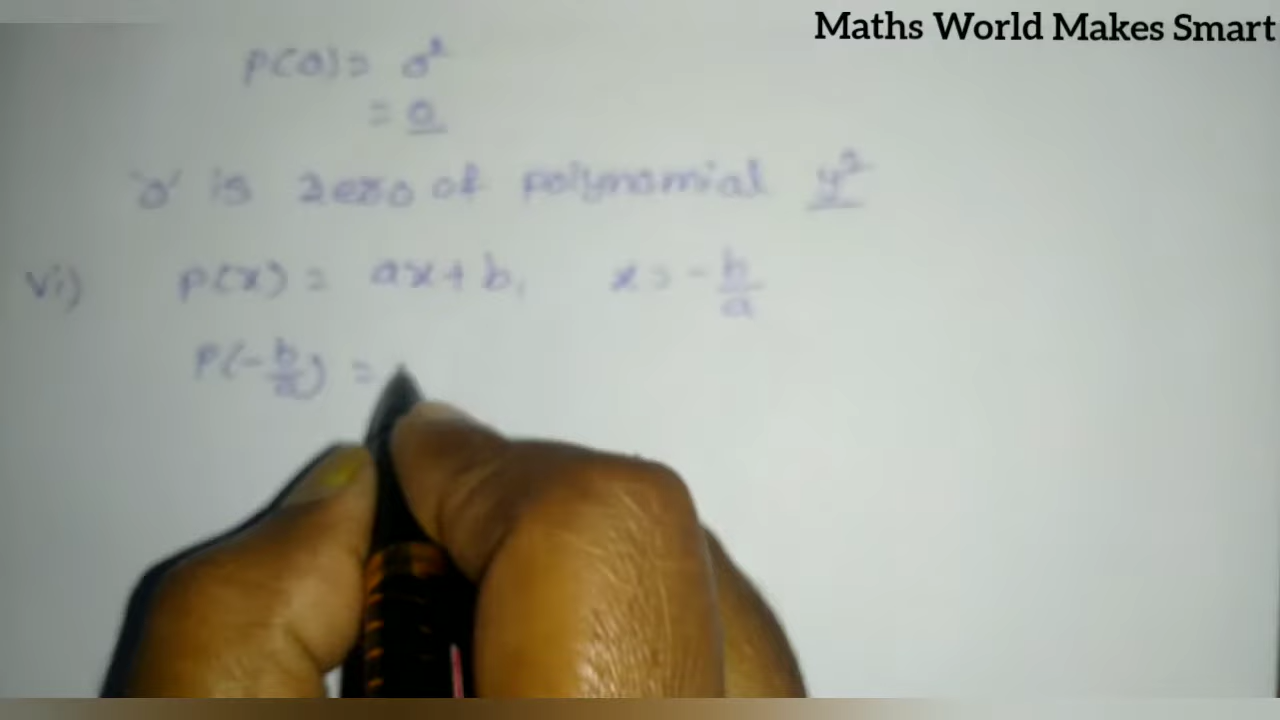 Maths World Makes Smart
p(0) = 0²
= 0
'0' is zero of polynomial y²
vi) p(x) = ax + b, x = -b/a
P(-b/a) =